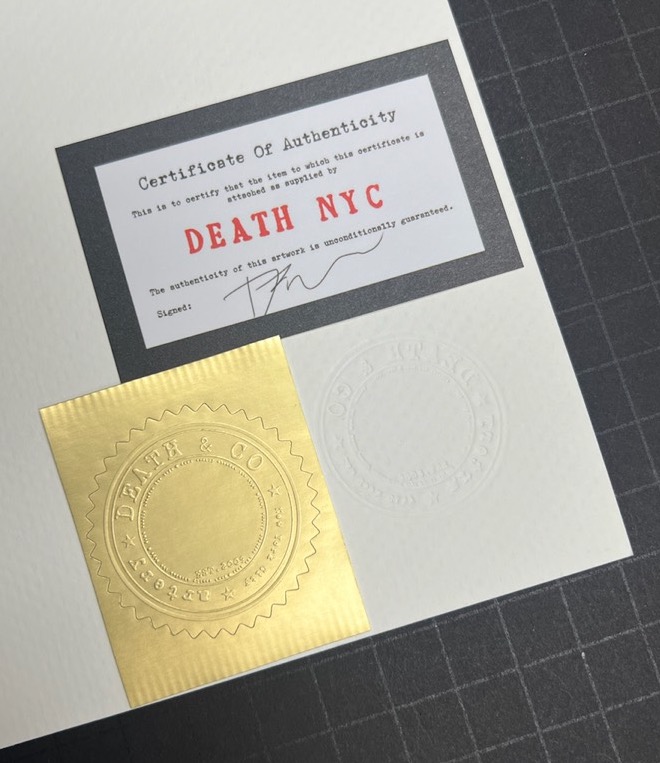 Certificate Of Authenticity
This is to certify that the item to which this certificate is
attached as supplied by
DEATH NYC
The authenticity of this artwork is unconditionally guaranteed.
Signed:
DEATH & CO
EST.